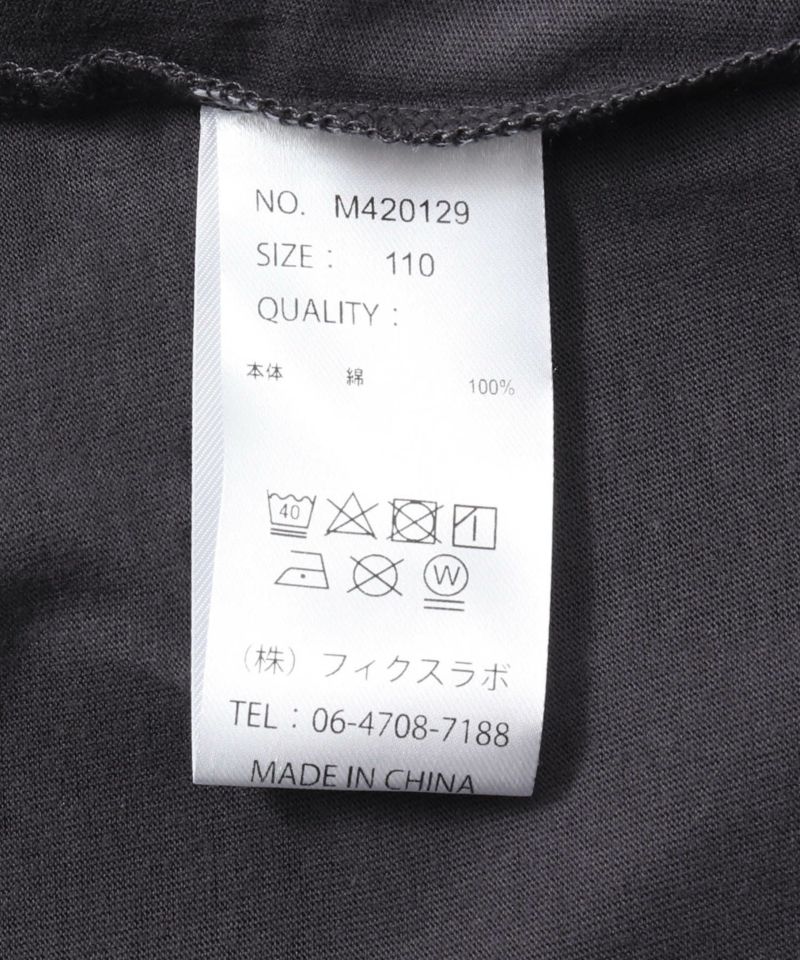 NO. M420129
SIZE : 110
QUALITY :
本体 綿 100%
40
W
(株) フィクスラボ
TEL : 06-4708-7188
MADE IN CHINA